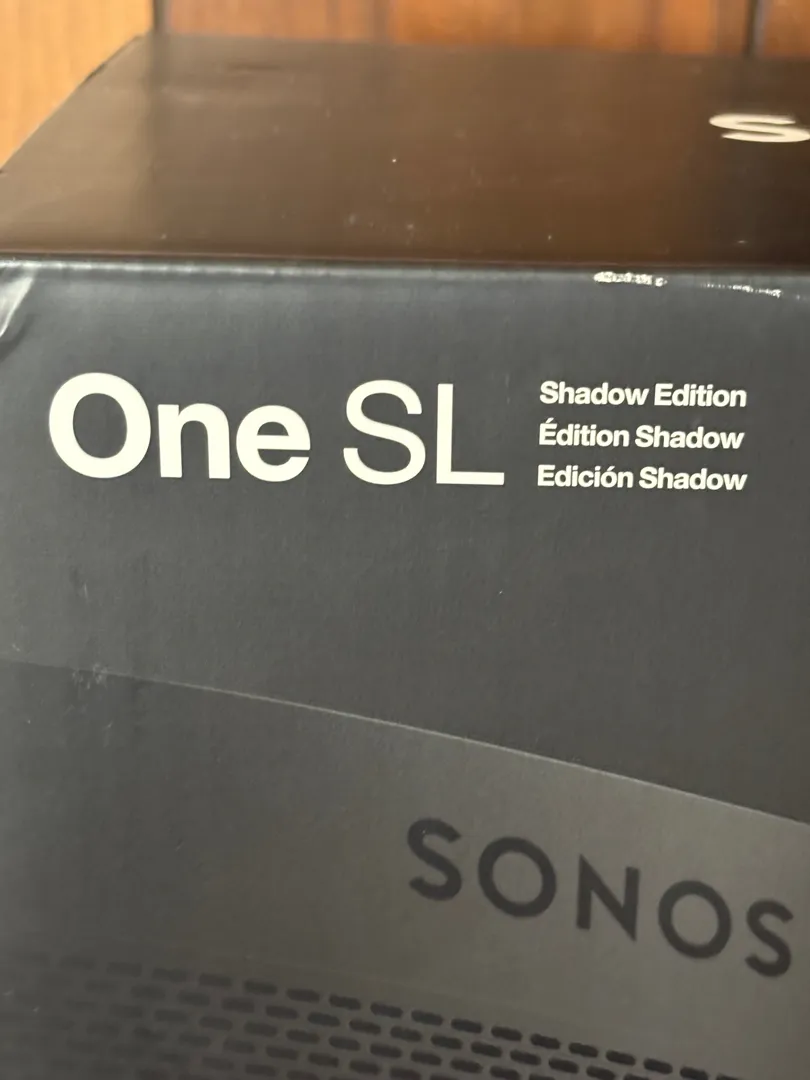 S
One SL
Shadow Edition
Édition Shadow
Edición Shadow
SONOS